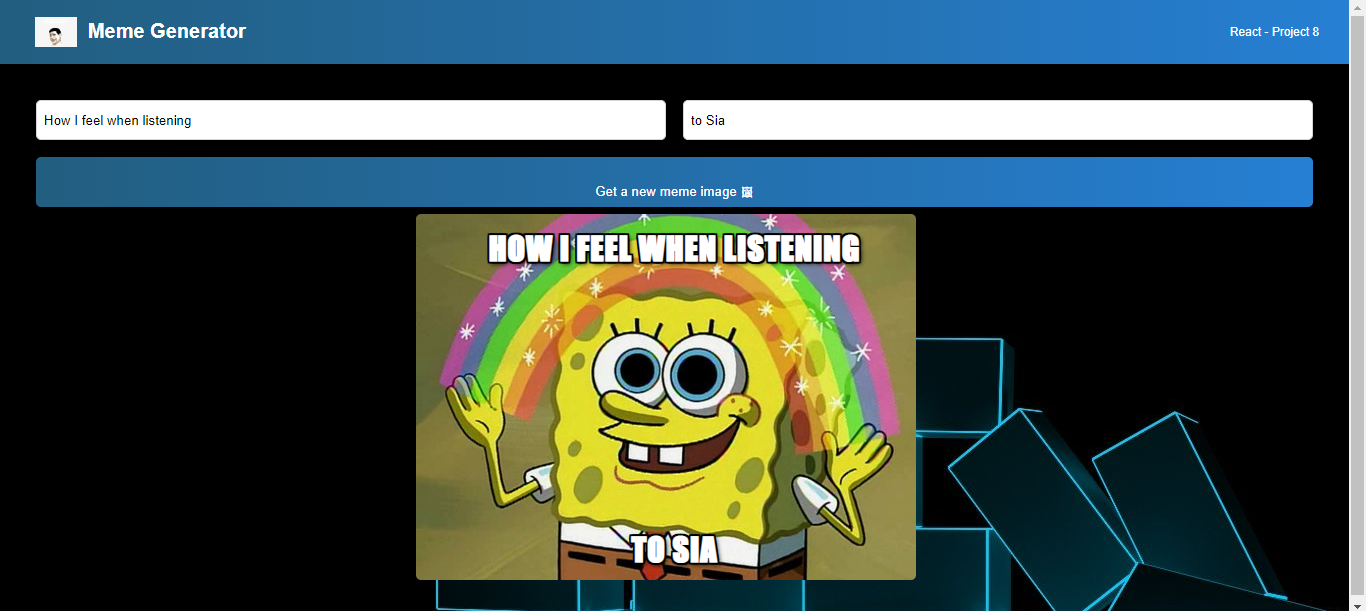 Meme Generator
React - Project 8
How I feel when listening
to Sia
Get a new meme image 🖼
HOW I FEEL WHEN LISTENING
TO SIA